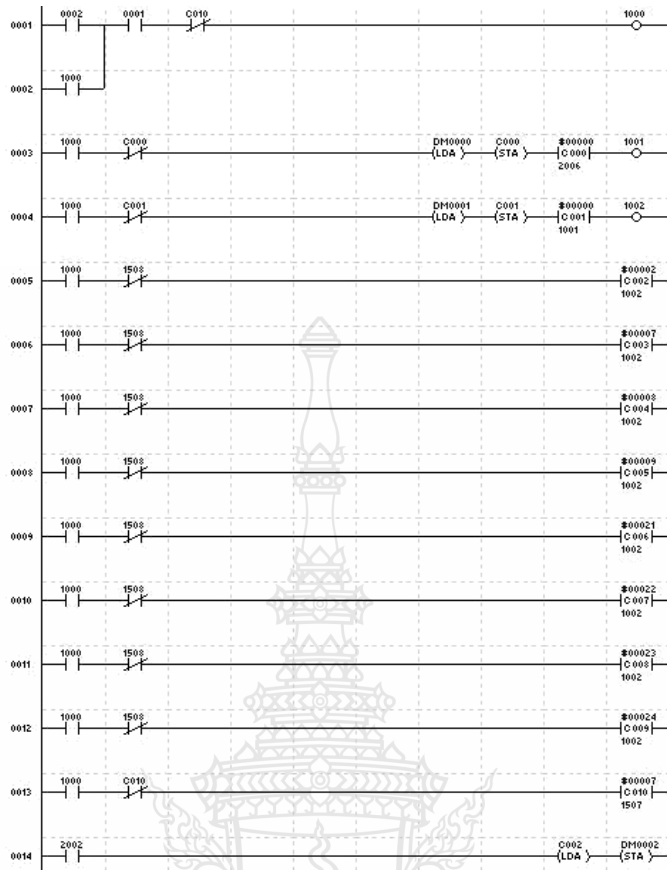 0002 0001 C010 1000
0001
1000
0002
1000 C000 DM0000 C000 #00000 1001
0003 (LDA) (STA) C000
2006
1000 C001 DM0001 C001 #00000 1002
0004 (LDA) (STA) C001
1001
1000 1508 #00002
0005 C002
1002
1000 1508 #00007
0006 C003
1002
1000 1508 #00008
0007 C004
1002
1000 1508 #00009
0008 C005
1002
1000 1508 #00021
0009 C006
1002
1000 1508 #00022
0010 C007
1002
1000 1508 #00023
0011 C008
1002
1000 1508 #00024
0012 C009
1002
1000 C010 #00007
0013 C010
1507
2002 C002 DM0002
0014 (LDA) (STA)